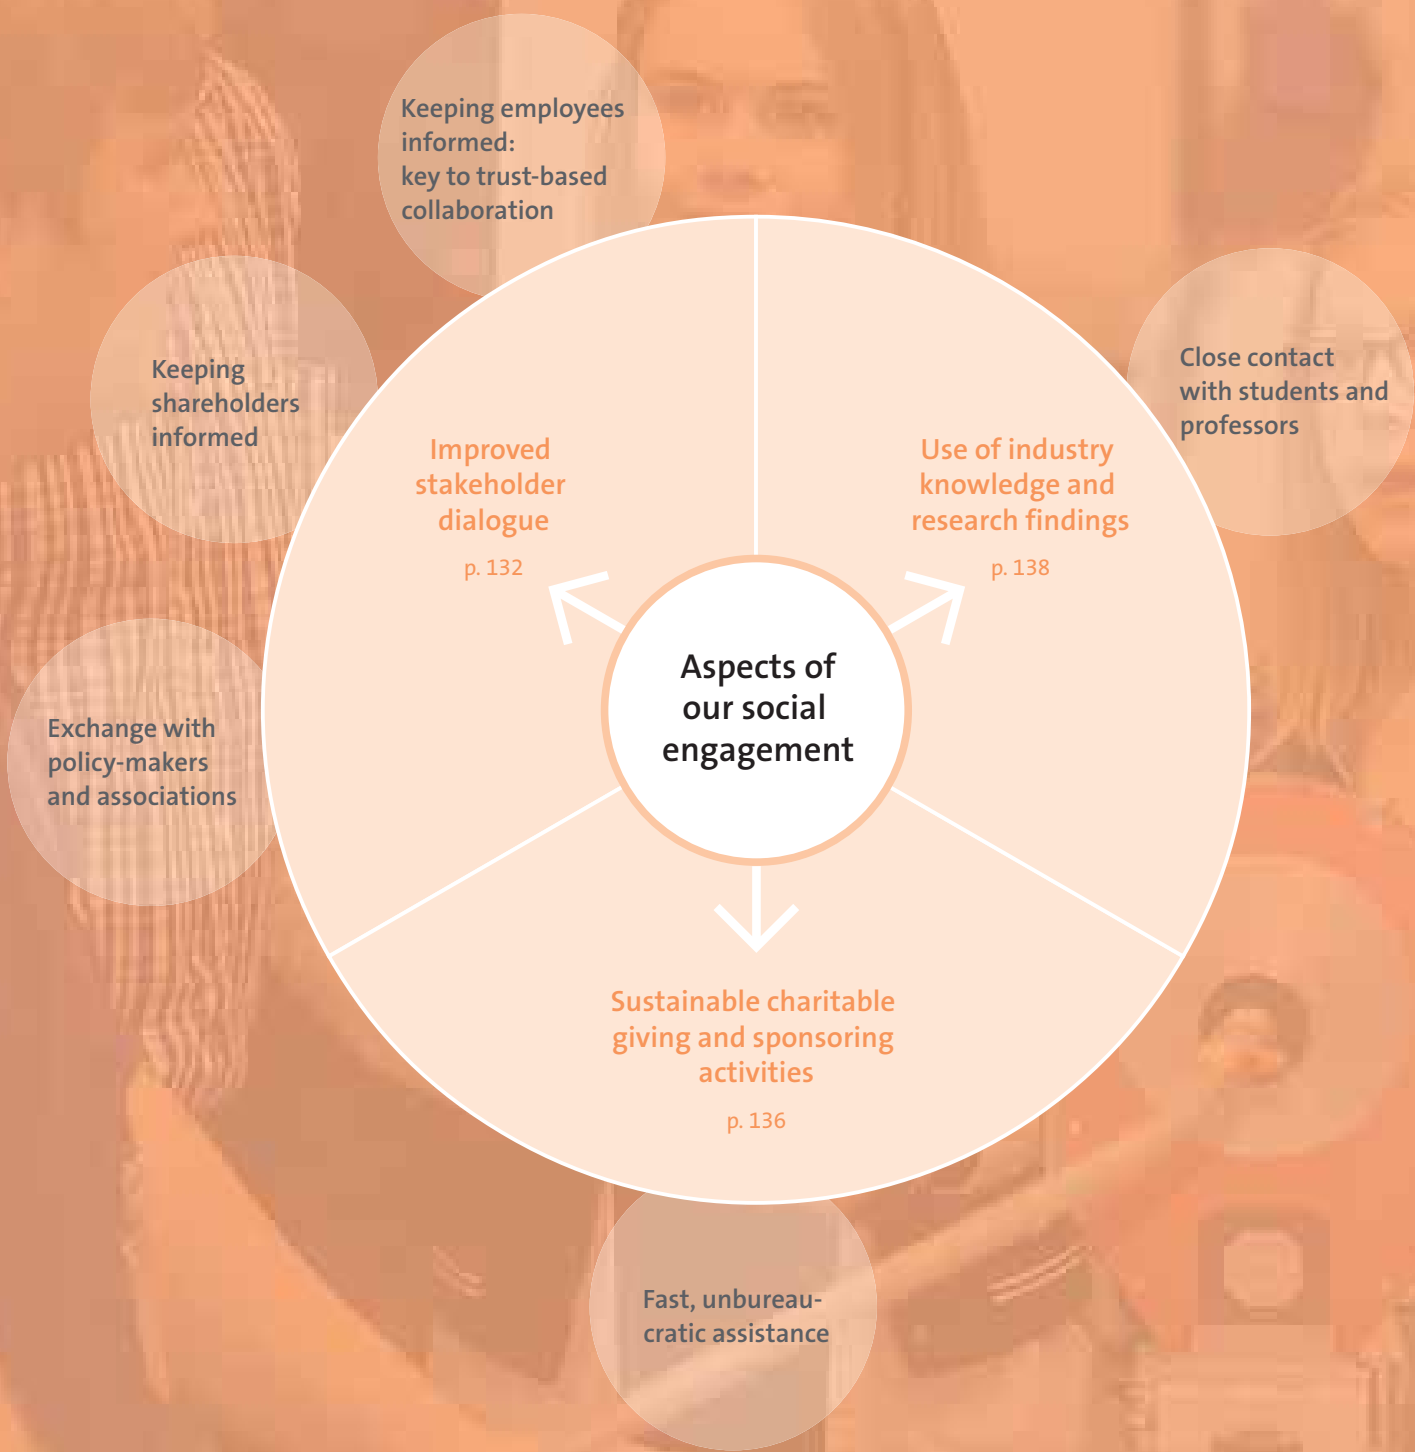 Keeping employees
informed:
key to trust-based
collaboration
Keeping
shareholders
informed
Close contact
with students and
professors
Improved
stakeholder
dialogue
p. 132
Use of industry
knowledge and
research findings
p. 138
Aspects of
our social
engagement
Exchange with
policy-makers
and associations
Sustainable charitable
giving and sponsoring
activities
p. 136
Fast, unbureau-
cratic assistance